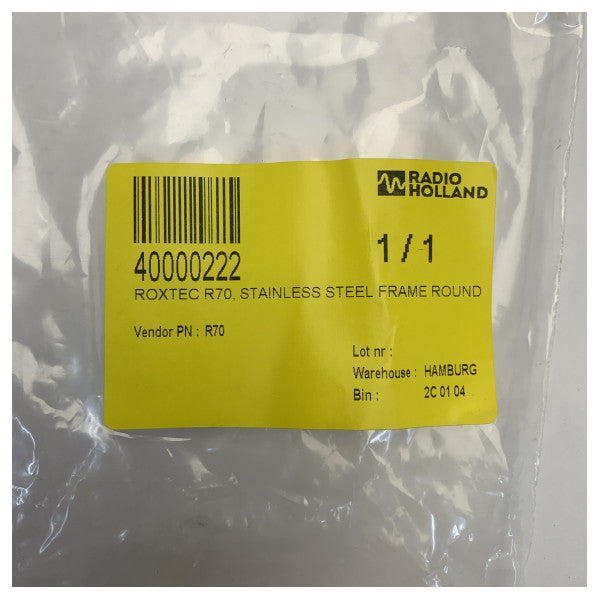 RADIO
HOLLAND
1 / 1
40000222
ROXTEC R70, STAINLESS STEEL FRAME ROUND
Vendor PN : R70
Lot nr :
Warehouse : HAMBURG
Bin : 2C 01 04